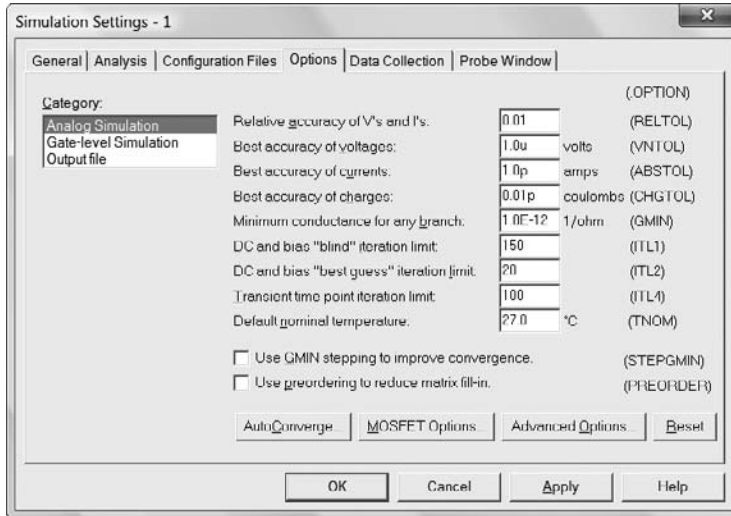 Simulation Settings - 1
General Analysis Configuration Files Options Data Collection Probe Window
(.OPTION)
Category:
Analog Simulation
Gate-level Simulation
Output file
Relative accuracy of V's and I's: 0.01 (RELTOL)
Best accuracy of voltages: 1.0u volts (VNTOL)
Best accuracy of currents: 1.0p amps (ABSTOL)
Best accuracy of charges: 0.01p coulombs (CHGTOL)
Minimum conductance for any branch: 1.0E-12 1/ohm (GMIN)
DC and bias "blind" iteration limit: 150 (ITL1)
DC and bias "best guess" iteration limit: 20 (ITL2)
Transient time point iteration limit: 100 (ITL4)
Default nominal temperature: 27.0 °C (TNOM)
Use GMIN stepping to improve convergence. (STEPGMIN)
Use preordering to reduce matrix fill-in. (PREORDER)
AutoConverge... MOSFET Options... Advanced Options... Reset
OK Cancel Apply Help